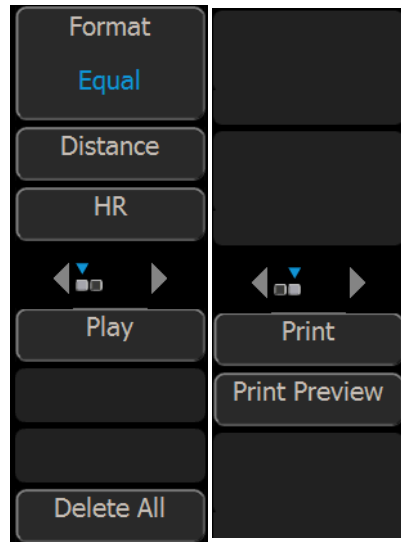 Format
Equal
Distance
HR
Play
Delete All
Print
Print Preview